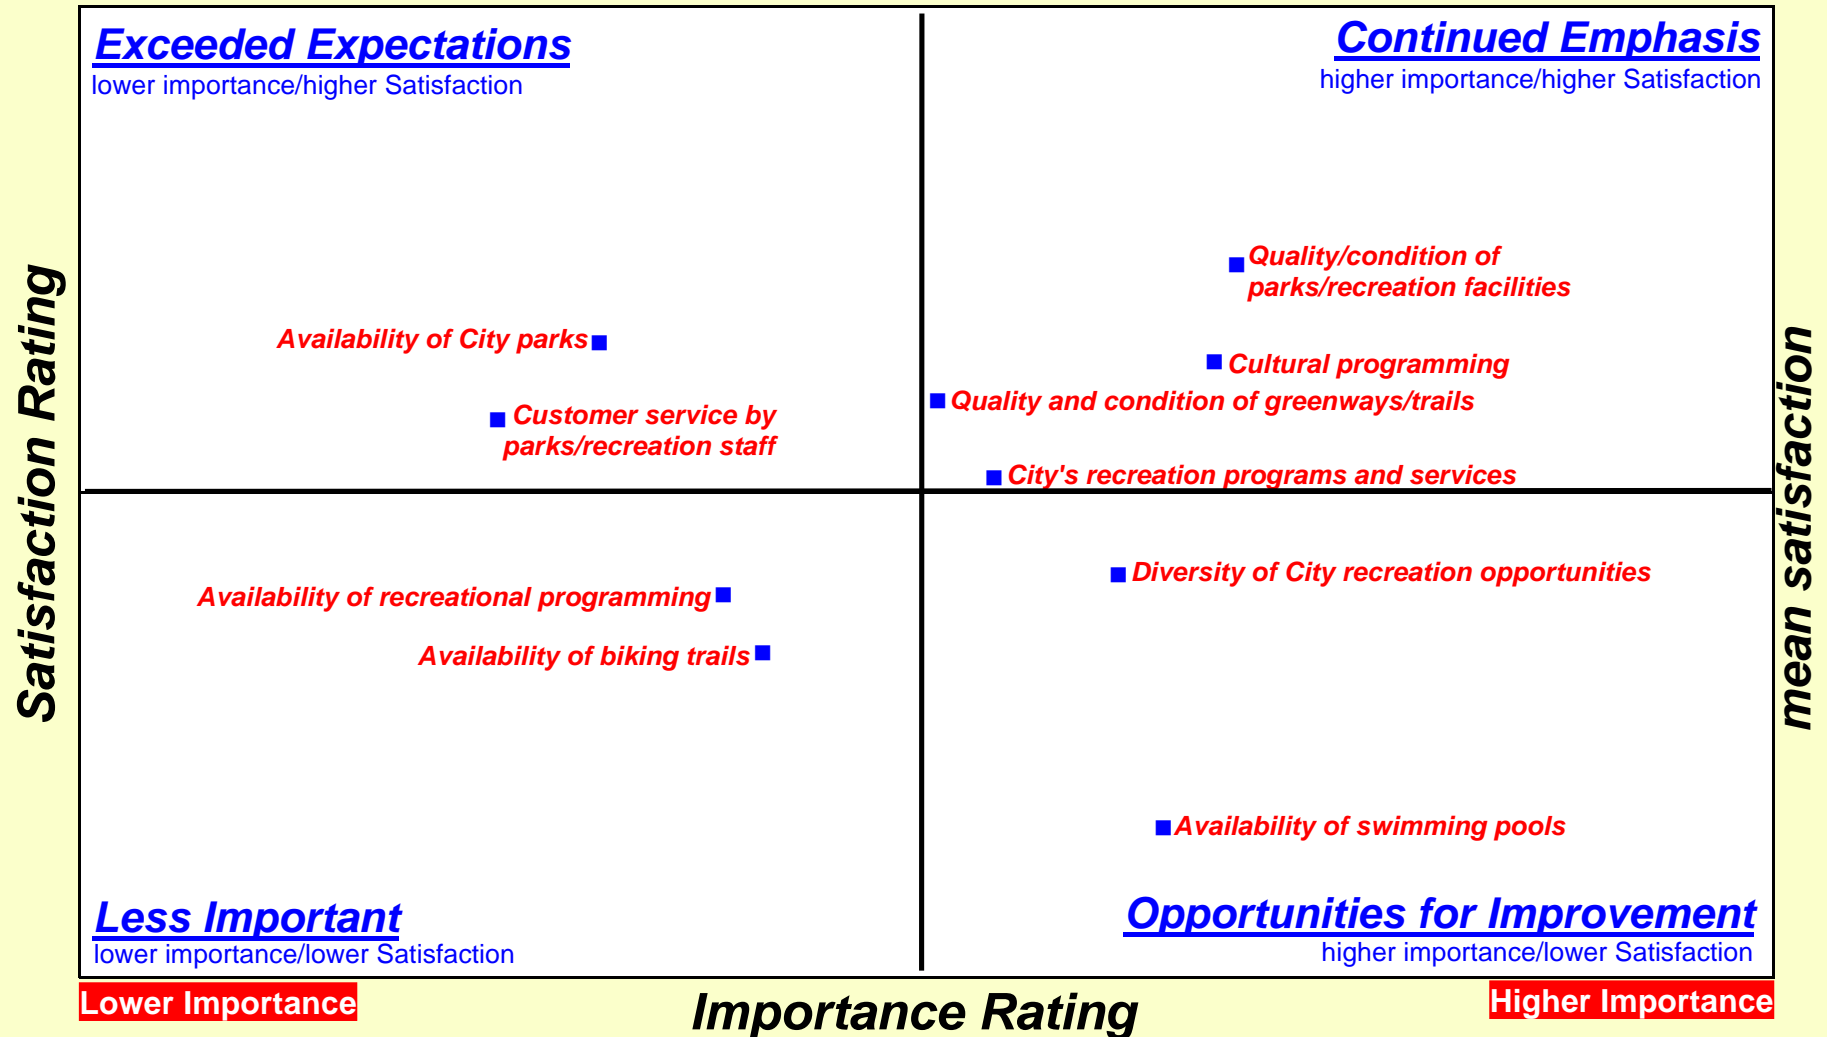 Exceeded Expectations
lower importance/higher Satisfaction
Continued Emphasis
higher importance/higher Satisfaction
Quality/condition of
parks/recreation facilities
Availability of City parks
Cultural programming
Quality and condition of greenways/trails
Customer service by
parks/recreation staff
City's recreation programs and services
Satisfaction Rating
mean satisfaction
Diversity of City recreation opportunities
Availability of recreational programming
Availability of biking trails
Availability of swimming pools
Less Important
lower importance/lower Satisfaction
Opportunities for Improvement
higher importance/lower Satisfaction
Lower Importance
Importance Rating
Higher Importance